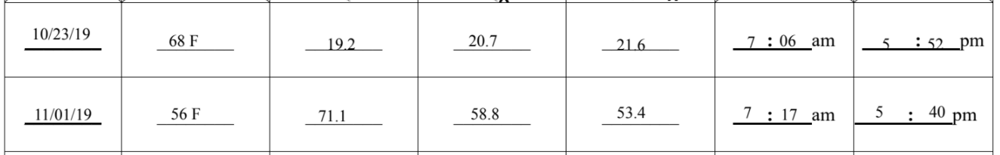 10/23/19 68 F 19.2 20.7 21.6 7 : 06 am 5 : 52 pm
11/01/19 56 F 71.1 58.8 53.4 7 : 17 am 5 : 40 pm